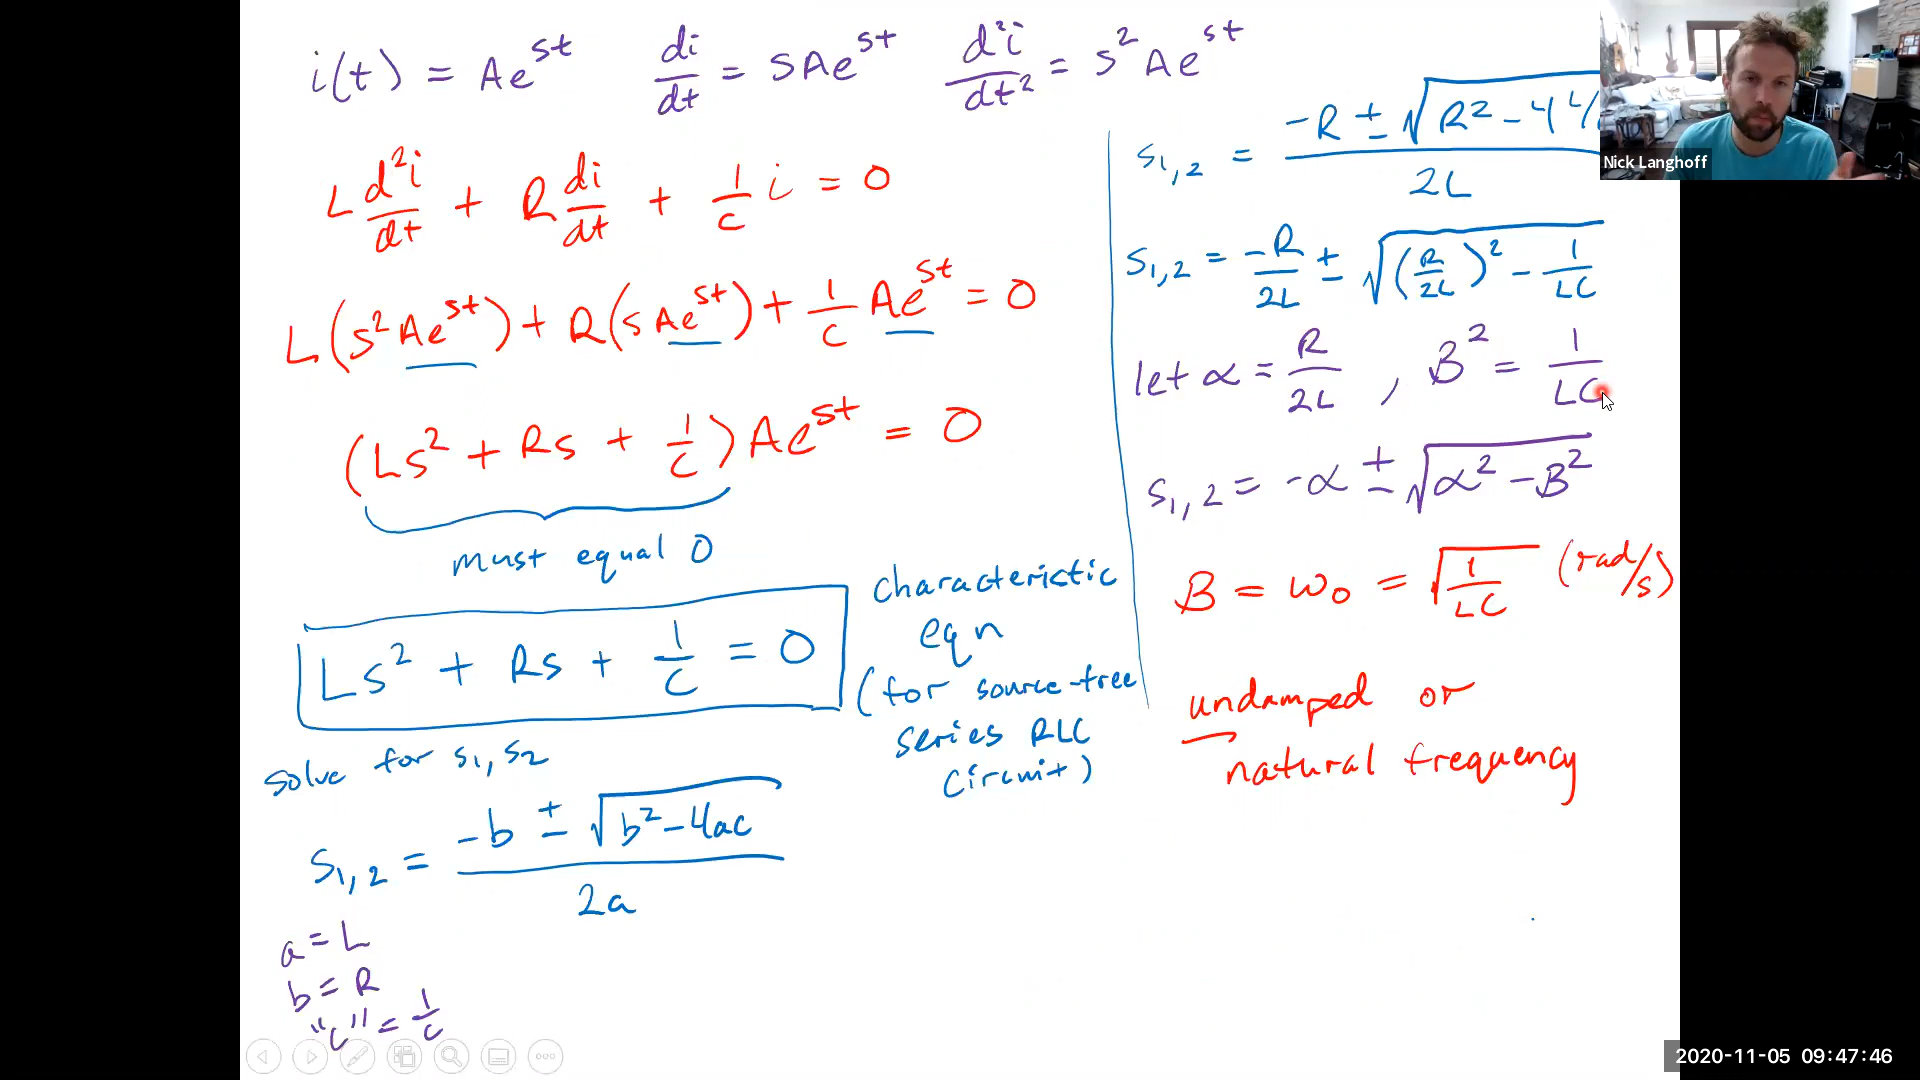 i(t) = Ae^st   di/dt = sAe^st   d²i/dt² = s²Ae^st
L d²i/dt + R di/dt + 1/C i = 0
L(s²Ae^st) + R(sAe^st) + 1/C Ae^st = 0
(Ls² + Rs + 1/C)Ae^st = 0
must equal 0
Ls² + Rs + 1/C = 0
characteristic
eqn
(for source-free
series RLC
circuit)
solve for s₁, s₂
s₁,₂ = (-b ± √(b² - 4ac)) / 2a
a = L
b = R
"c" = 1/C
s₁,₂ = (-R ± √(R² - 4 L/ / 2L
s₁,₂ = -R/2L ± √((R/2L)² - 1/LC)
let α = R/2L , B² = 1/LC
s₁,₂ = -α ± √(α² - B²)
B = ω₀ = √(1/LC) (rad/s)
undamped or
natural frequency
Nick Langhoff
2020-11-05 09:47:46